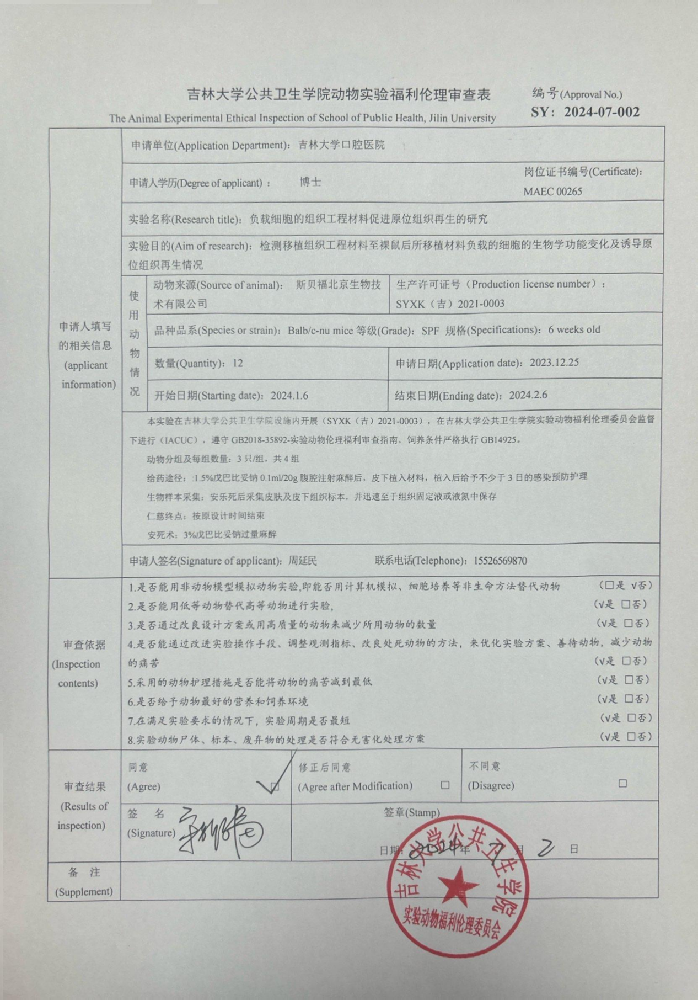 吉林大学公共卫生学院动物实验福利伦理审查表
编号(Approval No.)
The Animal Experimental Ethical Inspection of School of Public Health, Jilin University
SY：2024-07-002
申请人填写
的相关信息
(applicant
information)
申请单位(Application Department)：吉林大学口腔医院
申请人学历(Degree of applicant)： 博士
岗位证书编号(Certificate):
MAEC 00265
实验名称(Research title)：负载细胞的组织工程材料促进原位组织再生的研究
实验目的(Aim of research)：检测移植组织工程材料至裸鼠后所移植材料负载的细胞的生物学功能变化及诱导原
位组织再生情况
使用动物情况
动物来源(Source of animal)： 斯贝福北京生物技
术有限公司
生产许可证号（Production license number）:
SYXK（吉）2021-0003
品种品系(Species or strain)：Balb/c-nu mice 等级(Grade)：SPF 规格(Specifications)：6 weeks old
数量(Quantity)：12
申请日期(Application date)：2023.12.25
开始日期(Starting date)：2024.1.6
结束日期(Ending date)：2024.2.6
本实验在吉林大学公共卫生学院设施内开展（SYXK（吉）2021-0003），在吉林大学公共卫生学院实验动物福利伦理委员会监督
下进行（IACUC），遵守 GB2018-35892-实验动物伦理福利审查指南，饲养条件严格执行 GB14925。
动物分组及每组数量：3 只/组，共 4 组
给药途径：:1.5%戊巴比妥钠 0.1ml/20g 腹腔注射麻醉后，皮下植入材料，植入后给予不少于 3 日的感染预防护理
生物样本采集：安乐死后采集皮肤及皮下组织标本，并迅速至于组织固定液或液氮中保存
仁慈终点：按原设计时间结束
安死术：3%戊巴比妥钠过量麻醉
申请人签名(Signature of applicant)：周延民 联系电话(Telephone)：15526569870
审查依据
(Inspection
contents)
1.是否能用非动物模型模拟动物实验,即能否用计算机模拟、细胞培养等非生命方法替代动物 （□是 √否）
2.是否能用低等动物替代高等动物进行实验, （√是 □否）
3.是否通过改良设计方案或用高质量的动物来减少所用动物的数量 （√是 □否）
4.是否能通过改进实验操作手段、调整观测指标、改良处死动物的方法，来优化实验方案、善待动物，减少动物
的痛苦 （√是 □否）
5.采用的动物护理措施是否能将动物的痛苦减到最低 （√是 □否）
6.是否给予动物最好的营养和饲养环境 （√是 □否）
7.在满足实验要求的情况下，实验周期是否最短 （√是 □否）
8.实验动物尸体、标本、废弃物的处理是否符合无害化处理方案 （√是 □否）
审查结果
(Results of
inspection)
同意
(Agree) ☑
修正后同意
(Agree after Modification) □
不同意
(Disagree) □
签 名
(Signature)
签章(Stamp)
日期: 2024 年 7 月 2 日
备 注
(Supplement)
吉林大学公共卫生学院
实验动物福利伦理委员会